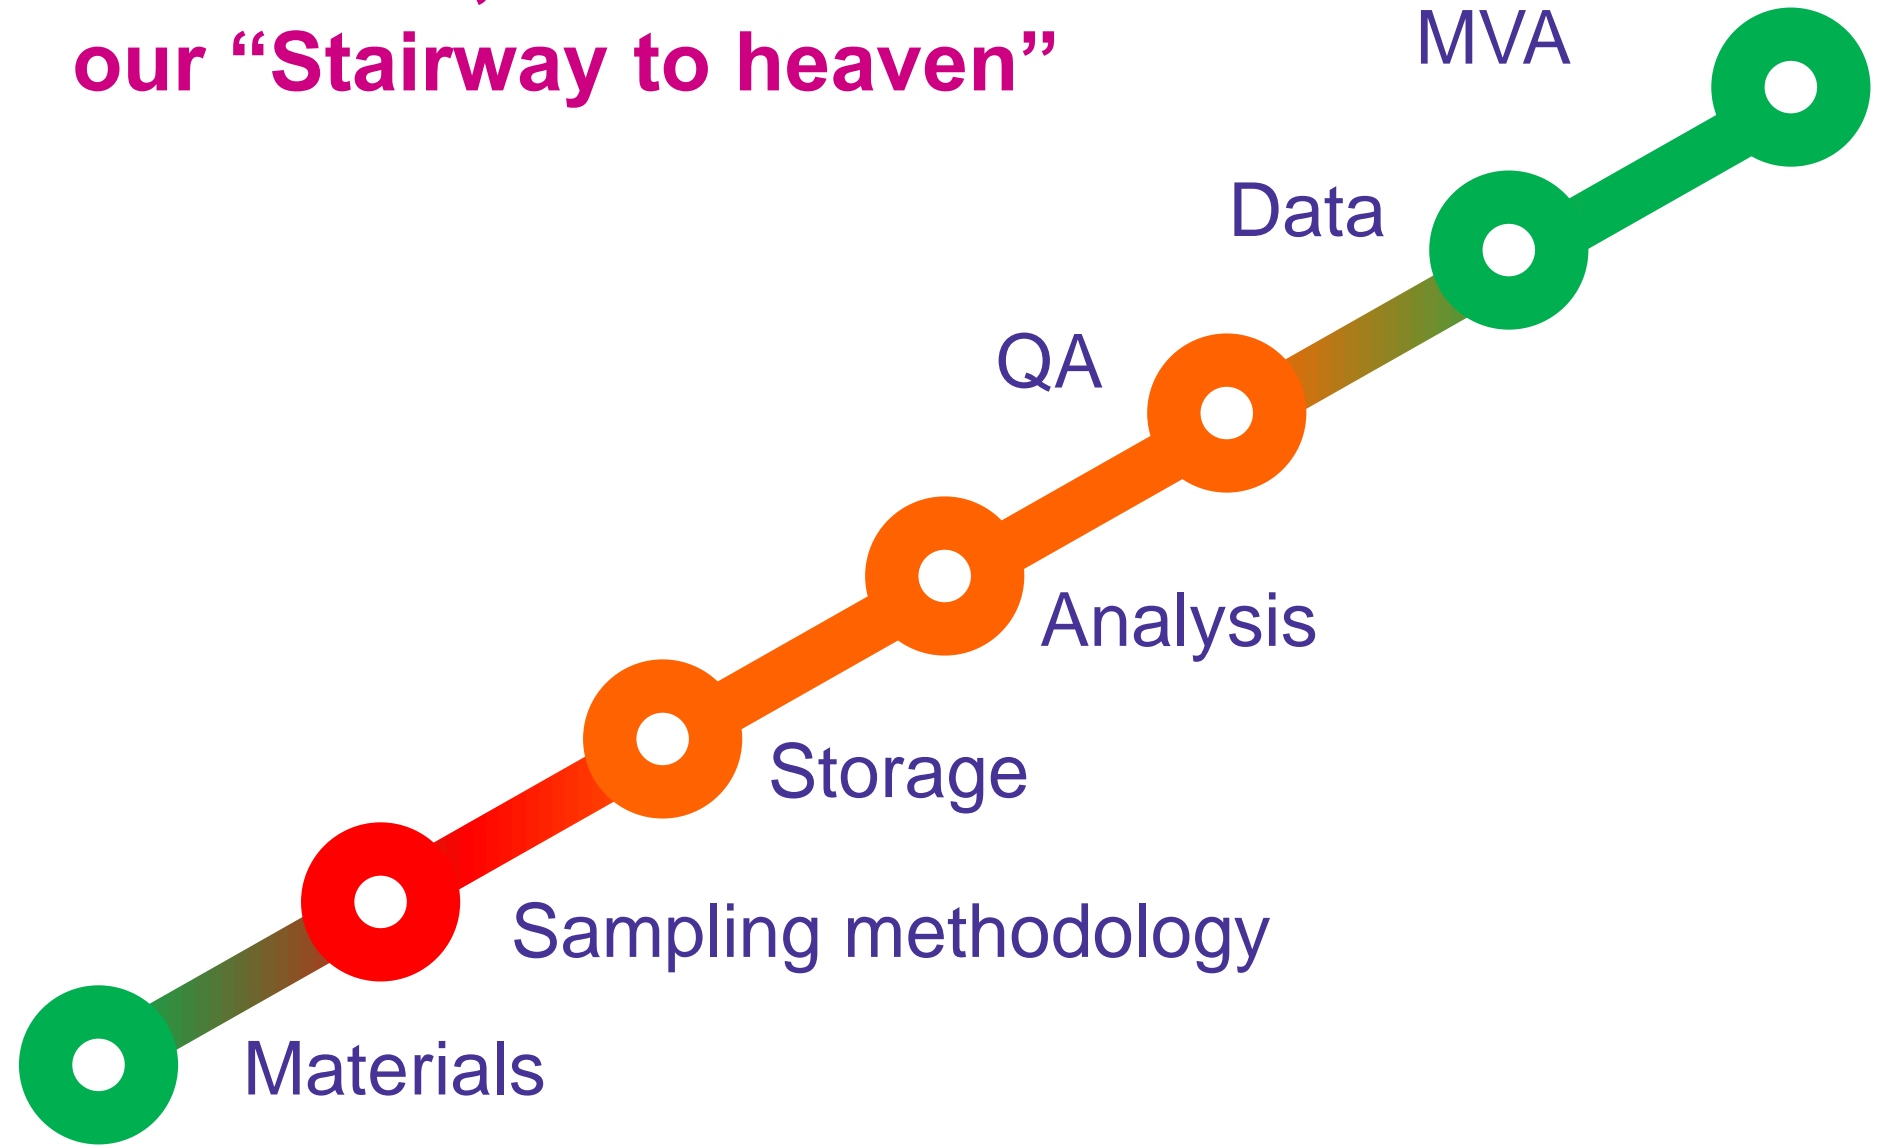 our “Stairway to heaven”
MVA
Data
QA
Analysis
Storage
Sampling methodology
Materials